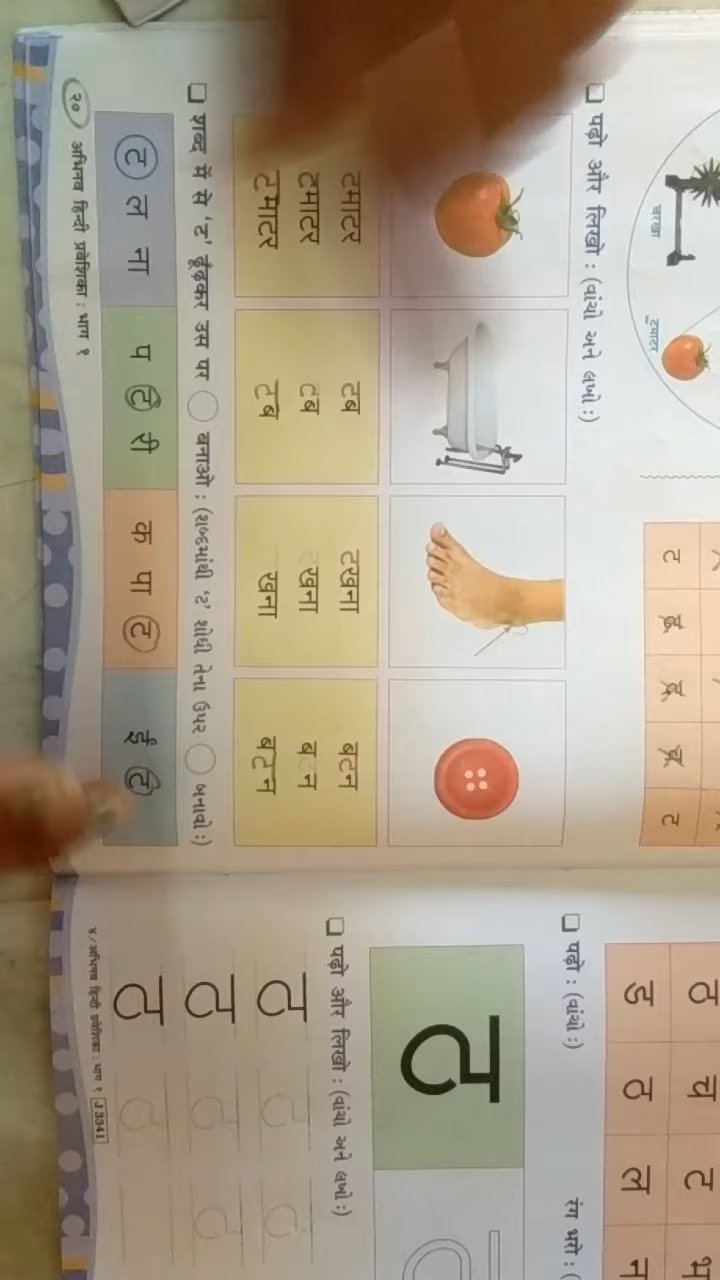 चरखा
टमाटर
ट
ट
❑ पढ़ो और लिखो : (વાંચો અને લખો :)
टमाटर टब टखना बटन
टमाटर टब खना ब न
टमाटर टब खना बटन
❑ शब्द में से 'ट' ढूँढ़कर उस पर ◯ बनाओ : (શબ્દમાંથી 'ટ' શોધી તેના ઉપર ◯ બનાવો :)
ट ल ना प ट री क पा ट ईं ट
२० अभिनव हिन्दी प्रवेशिका : भाग १
ठ च ट भ
ड ठ ल न
❑ पढ़ो : (વાંચો :) रंग भरो : (
ठ
❑ पढ़ो और लिखो : (વાંચો અને લખો :)
ठ ठ ठ
ठ ठ ठ
ठ ठ
४/अभिनव हिन्दी प्रवेशिका : भाग १ J3341